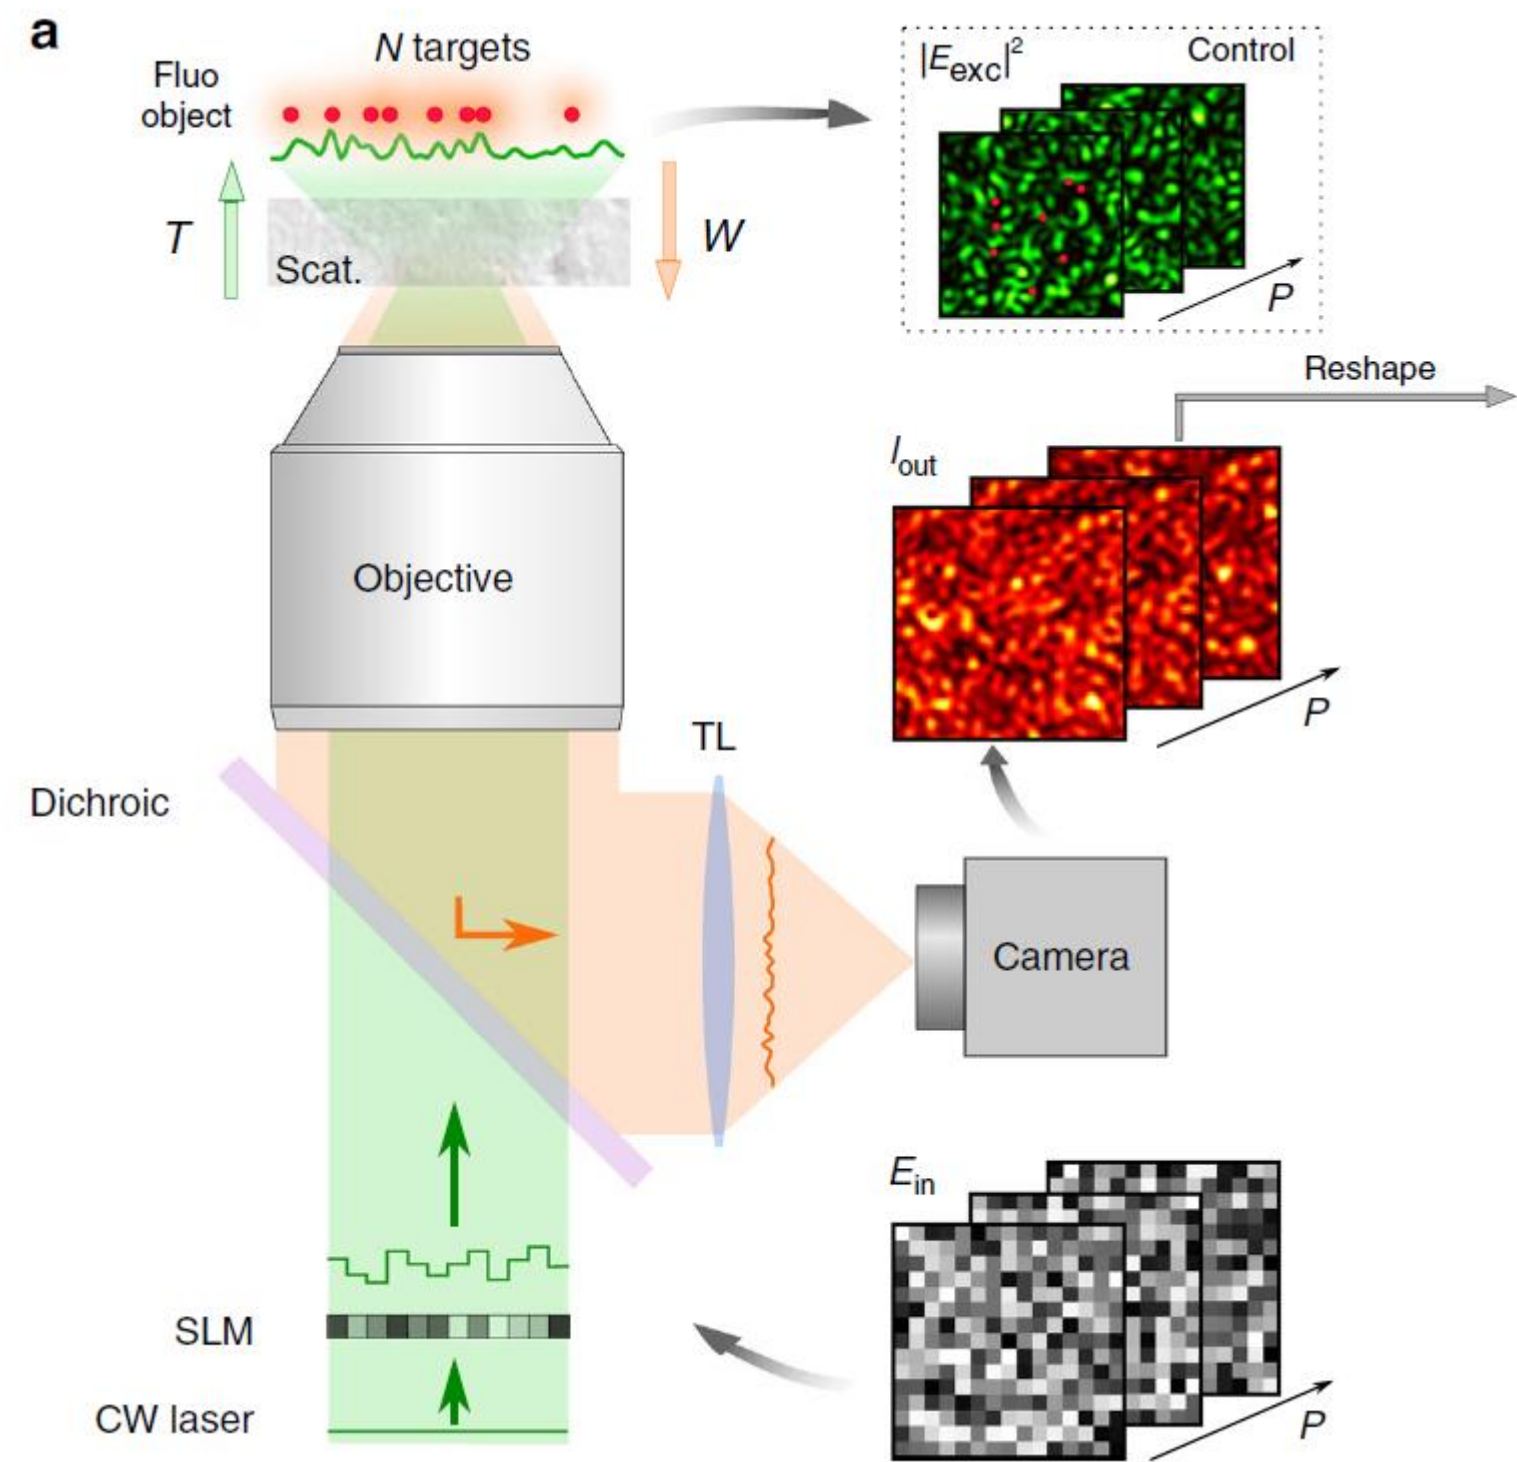 a
N targets
Fluo
object
T
Scat.
W
|Eexc|²
Control
P
Reshape
Iout
P
Objective
TL
Dichroic
Camera
Ein
SLM
CW laser
P